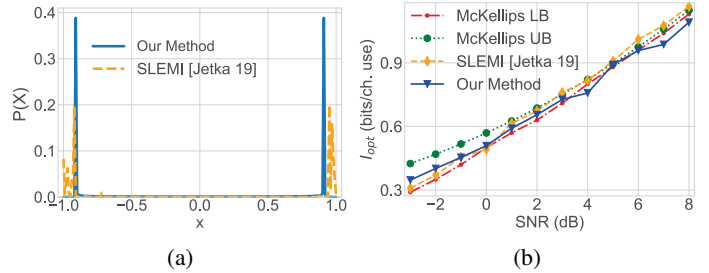 0.4
0.3
0.2
0.1
0.0
P(X)
Our Method
SLEMI [Jetka 19]
-1.0
-0.5
0.0
0.5
1.0
x
(a)
0.9
0.6
0.3
I_opt (bits/ch. use)
McKellips LB
McKellips UB
SLEMI [Jetka 19]
Our Method
−2
0
2
4
6
8
SNR (dB)
(b)